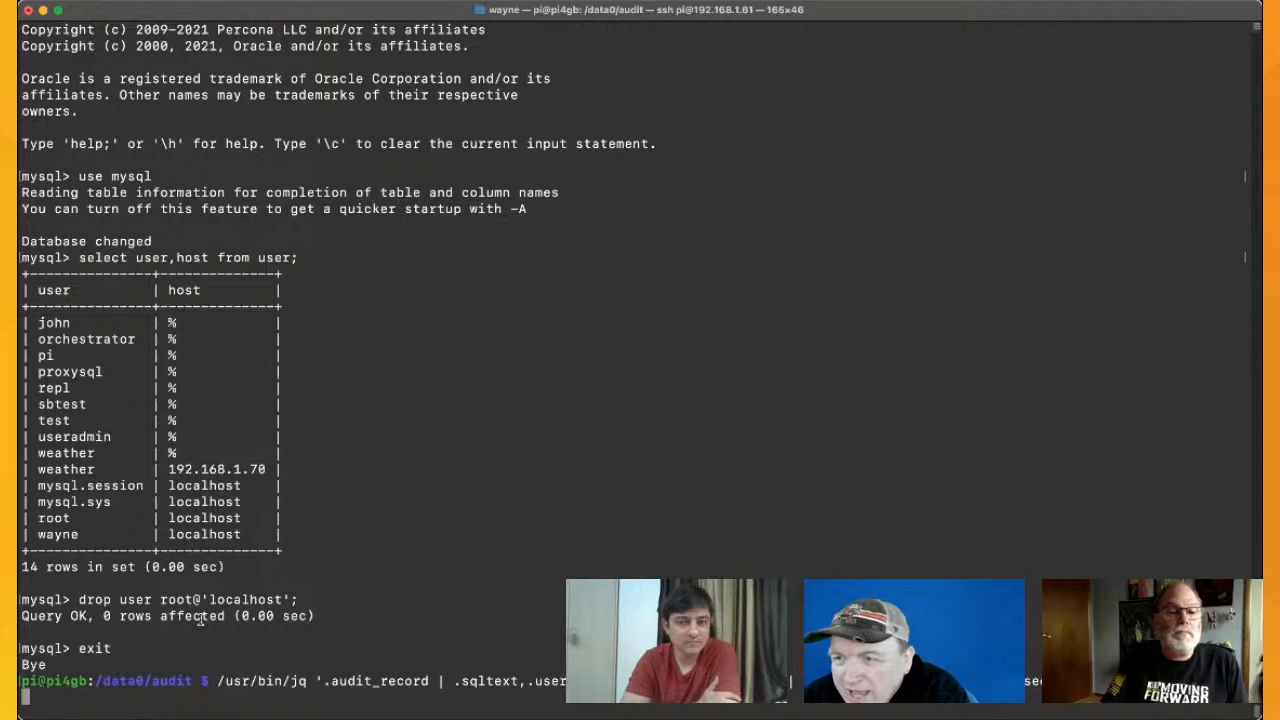 wayne — pi@pi4gb: /data0/audit — ssh pi@192.168.1.61 — 166x46
Copyright (c) 2009-2021 Percona LLC and/or its affiliates
Copyright (c) 2000, 2021, Oracle and/or its affiliates.
Oracle is a registered trademark of Oracle Corporation and/or its
affiliates. Other names may be trademarks of their respective
owners.
Type 'help;' or '\h' for help. Type '\c' to clear the current input statement.
mysql> use mysql
Reading table information for completion of table and column names
You can turn off this feature to get a quicker startup with -A
Database changed
mysql> select user,host from user;
+---------------+--------------+
| user | host |
+---------------+--------------+
| john | % |
| orchestrator | % |
| pi | % |
| proxysql | % |
| repl | % |
| sbtest | % |
| test | % |
| useradmin | % |
| weather | % |
| weather | 192.168.1.70 |
| mysql.session | localhost |
| mysql.sys | localhost |
| root | localhost |
| wayne | localhost |
+---------------+--------------+
14 rows in set (0.00 sec)
mysql> drop user root@'localhost';
Query OK, 0 rows affected (0.00 sec)
mysql> exit
Bye
pi@pi4gb:/data0/audit $ /usr/bin/jq '.audit_record | .sqltext,.user
MOVING
FORWARD